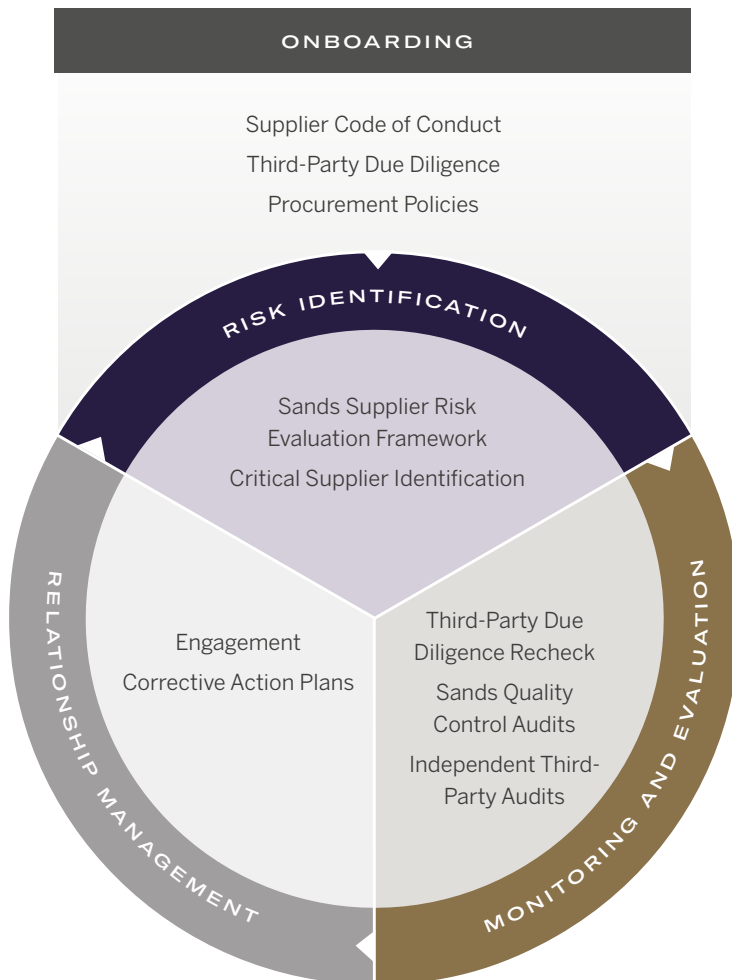 ONBOARDING
Supplier Code of Conduct
Third-Party Due Diligence
Procurement Policies
RISK IDENTIFICATION
Sands Supplier Risk
Evaluation Framework
Critical Supplier Identification
MONITORING AND EVALUATION
Third-Party Due
Diligence Recheck
Sands Quality
Control Audits
Independent Third-
Party Audits
RELATIONSHIP MANAGEMENT
Engagement
Corrective Action Plans